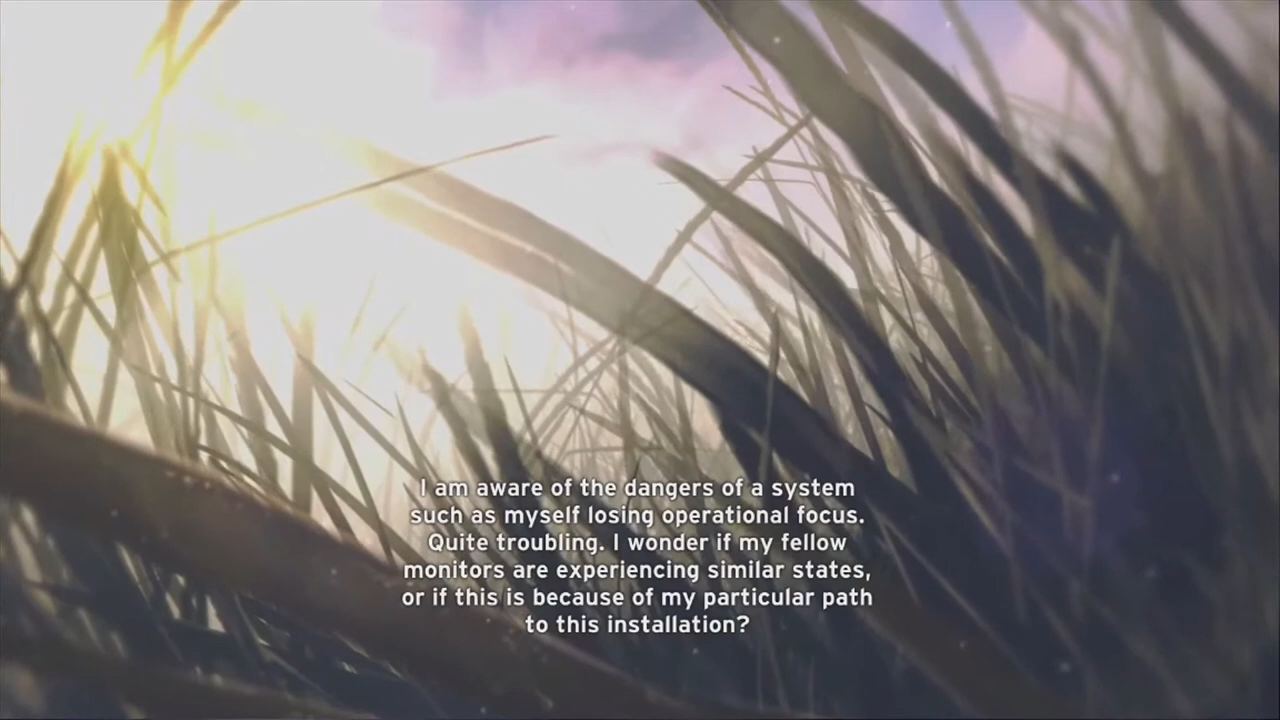 I am aware of the dangers of a system
such as myself losing operational focus.
Quite troubling. I wonder if my fellow
monitors are experiencing similar states,
or if this is because of my particular path
to this installation?